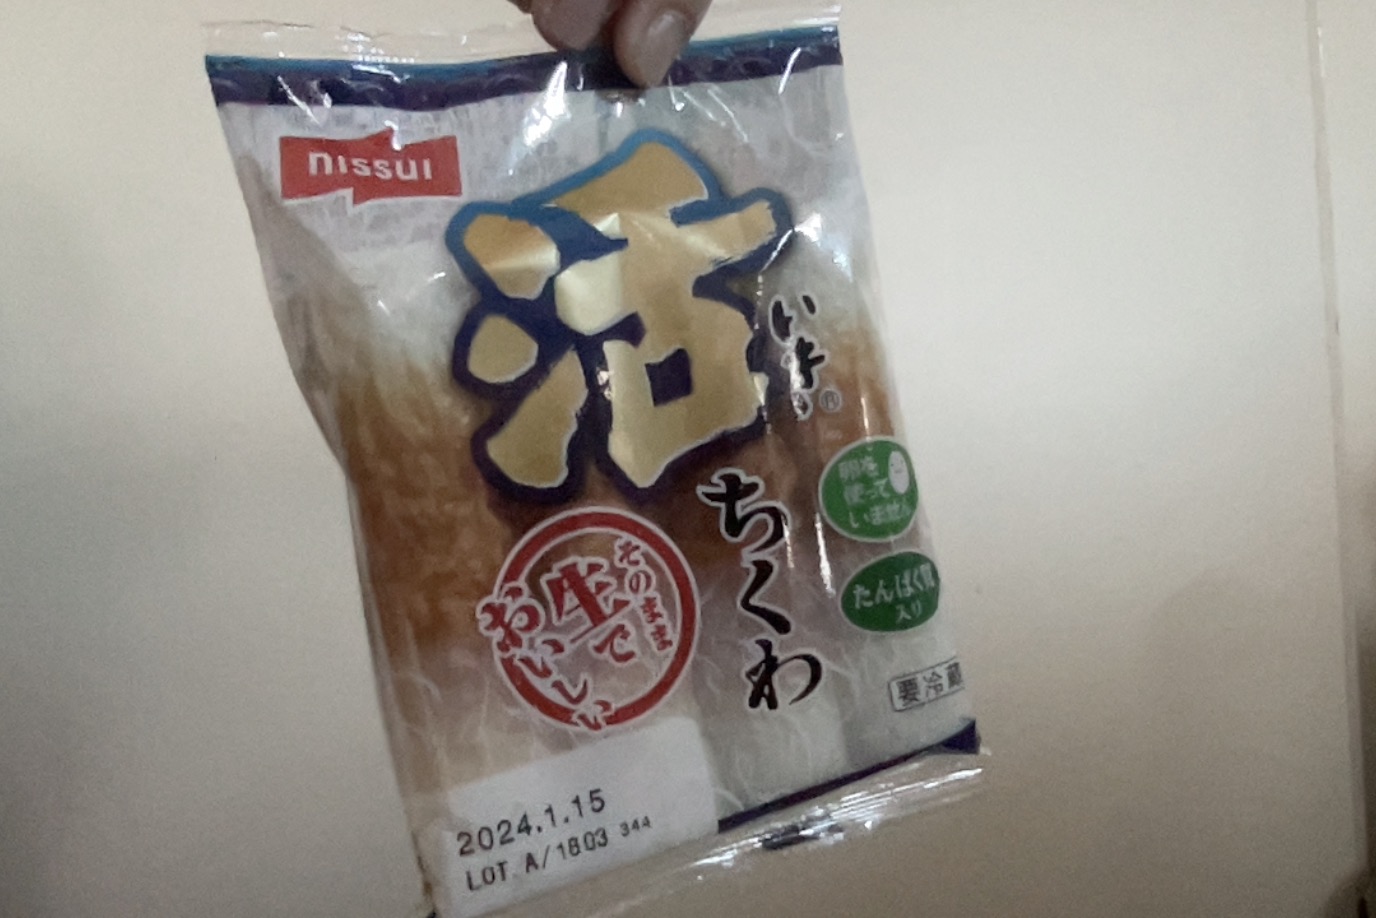 nissui
活
いき
ちくわ
卵を
使って
いません
たんぱく質
入り
その まま
生で
おいしい
要冷蔵
2024.1.15
LOT A/1803 344